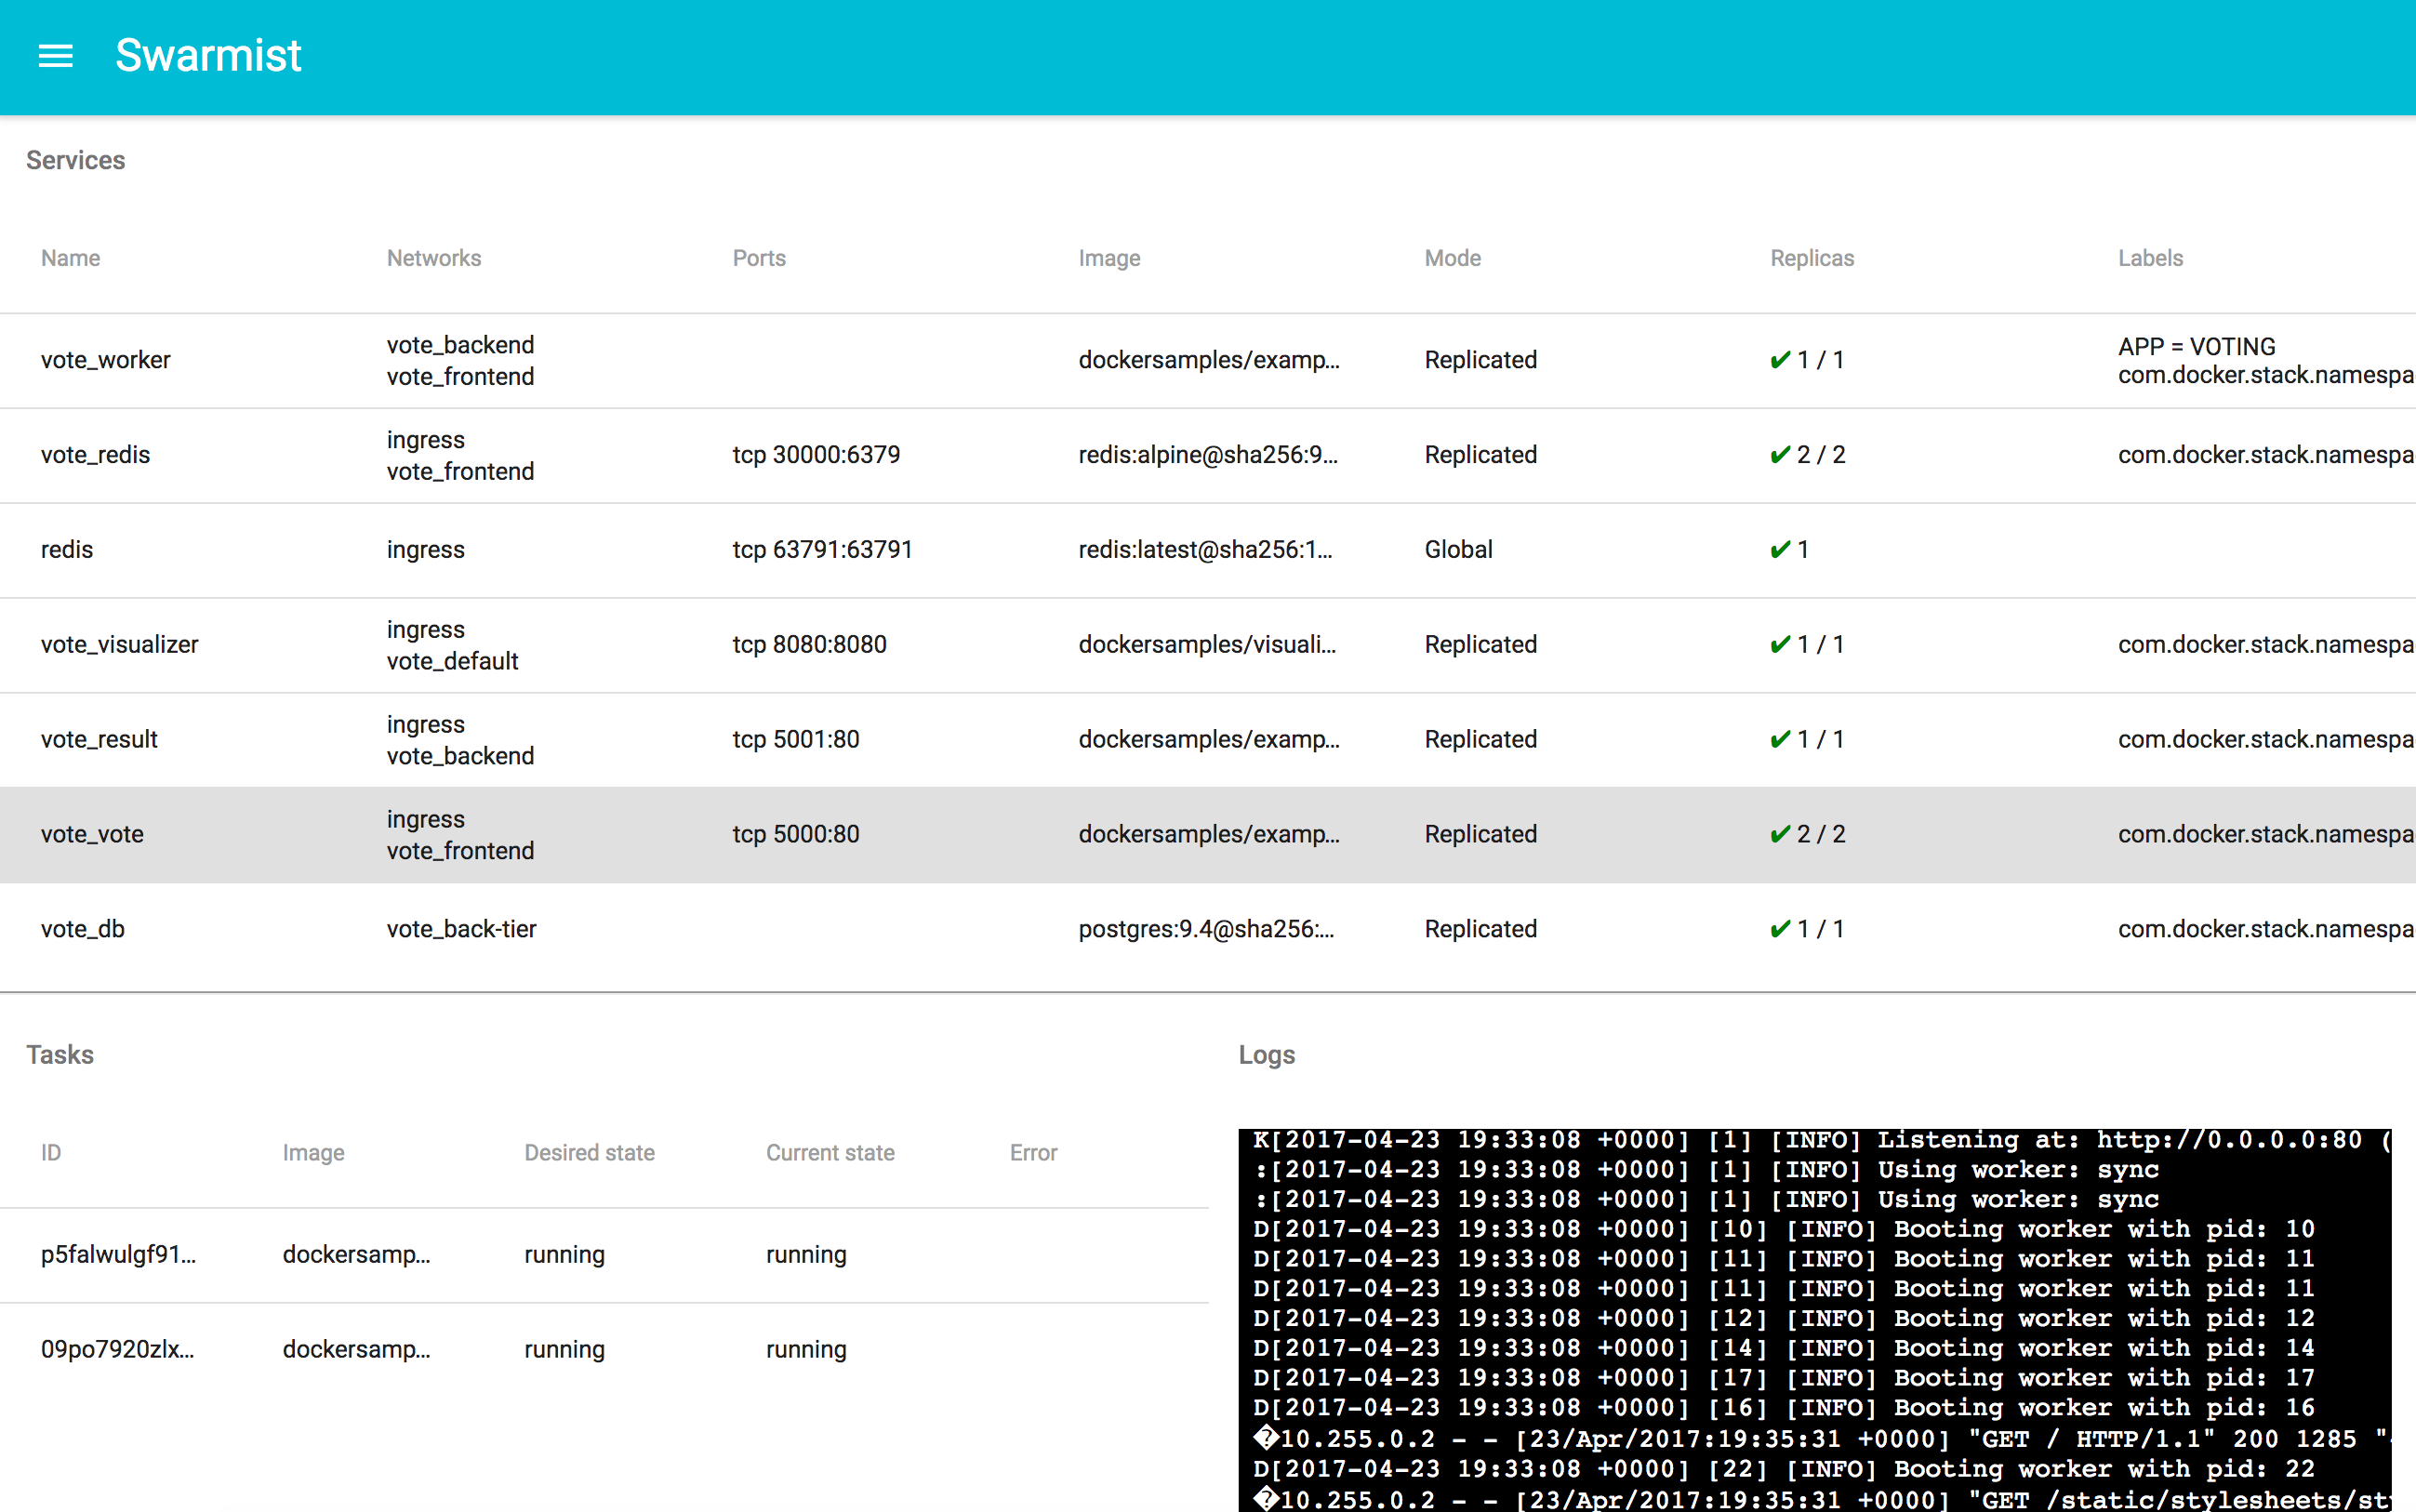 Swarmist
Services
Name Networks Ports Image Mode Replicas Labels
vote_worker vote_backend vote_frontend dockersamples/examp... Replicated ✔ 1 / 1 APP = VOTING com.docker.stack.namespa
vote_redis ingress vote_frontend tcp 30000:6379 redis:alpine@sha256:9... Replicated ✔ 2 / 2 com.docker.stack.namespa
redis ingress tcp 63791:63791 redis:latest@sha256:1... Global ✔ 1
vote_visualizer ingress vote_default tcp 8080:8080 dockersamples/visuali... Replicated ✔ 1 / 1 com.docker.stack.namespa
vote_result ingress vote_backend tcp 5001:80 dockersamples/examp... Replicated ✔ 1 / 1 com.docker.stack.namespa
vote_vote ingress vote_frontend tcp 5000:80 dockersamples/examp... Replicated ✔ 2 / 2 com.docker.stack.namespa
vote_db vote_back-tier postgres:9.4@sha256:... Replicated ✔ 1 / 1 com.docker.stack.namespa
Tasks
ID Image Desired state Current state Error
p5falwulgf91... dockersamp... running running
09po7920zlx... dockersamp... running running
Logs
K[2017-04-23 19:33:08 +0000] [1] [INFO] Listening at: http://0.0.0.0:80 (
:[2017-04-23 19:33:08 +0000] [1] [INFO] Using worker: sync
:[2017-04-23 19:33:08 +0000] [1] [INFO] Using worker: sync
D[2017-04-23 19:33:08 +0000] [10] [INFO] Booting worker with pid: 10
D[2017-04-23 19:33:08 +0000] [11] [INFO] Booting worker with pid: 11
D[2017-04-23 19:33:08 +0000] [11] [INFO] Booting worker with pid: 11
D[2017-04-23 19:33:08 +0000] [12] [INFO] Booting worker with pid: 12
D[2017-04-23 19:33:08 +0000] [14] [INFO] Booting worker with pid: 14
D[2017-04-23 19:33:08 +0000] [17] [INFO] Booting worker with pid: 17
D[2017-04-23 19:33:08 +0000] [16] [INFO] Booting worker with pid: 16
�10.255.0.2 - - [23/Apr/2017:19:35:31 +0000] "GET / HTTP/1.1" 200 1285 "
D[2017-04-23 19:33:08 +0000] [22] [INFO] Booting worker with pid: 22
�10.255.0.2 - - [23/Apr/2017:19:35:31 +0000] "GET /static/stylesheets/st